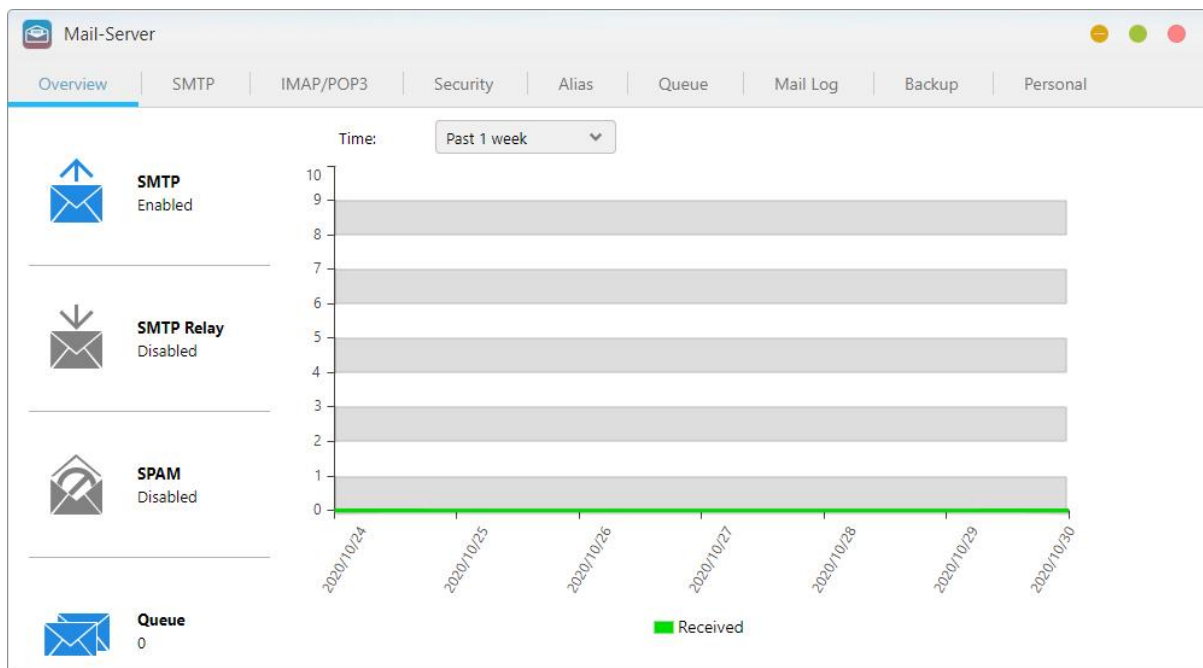 Mail-Server
Overview SMTP IMAP/POP3 Security Alias Queue Mail Log Backup Personal
Time: Past 1 week
SMTP
Enabled
SMTP Relay
Disabled
SPAM
Disabled
Queue
0
10
9
8
7
6
5
4
3
2
1
0
2020/10/24 2020/10/25 2020/10/26 2020/10/27 2020/10/28 2020/10/29 2020/10/30
Received